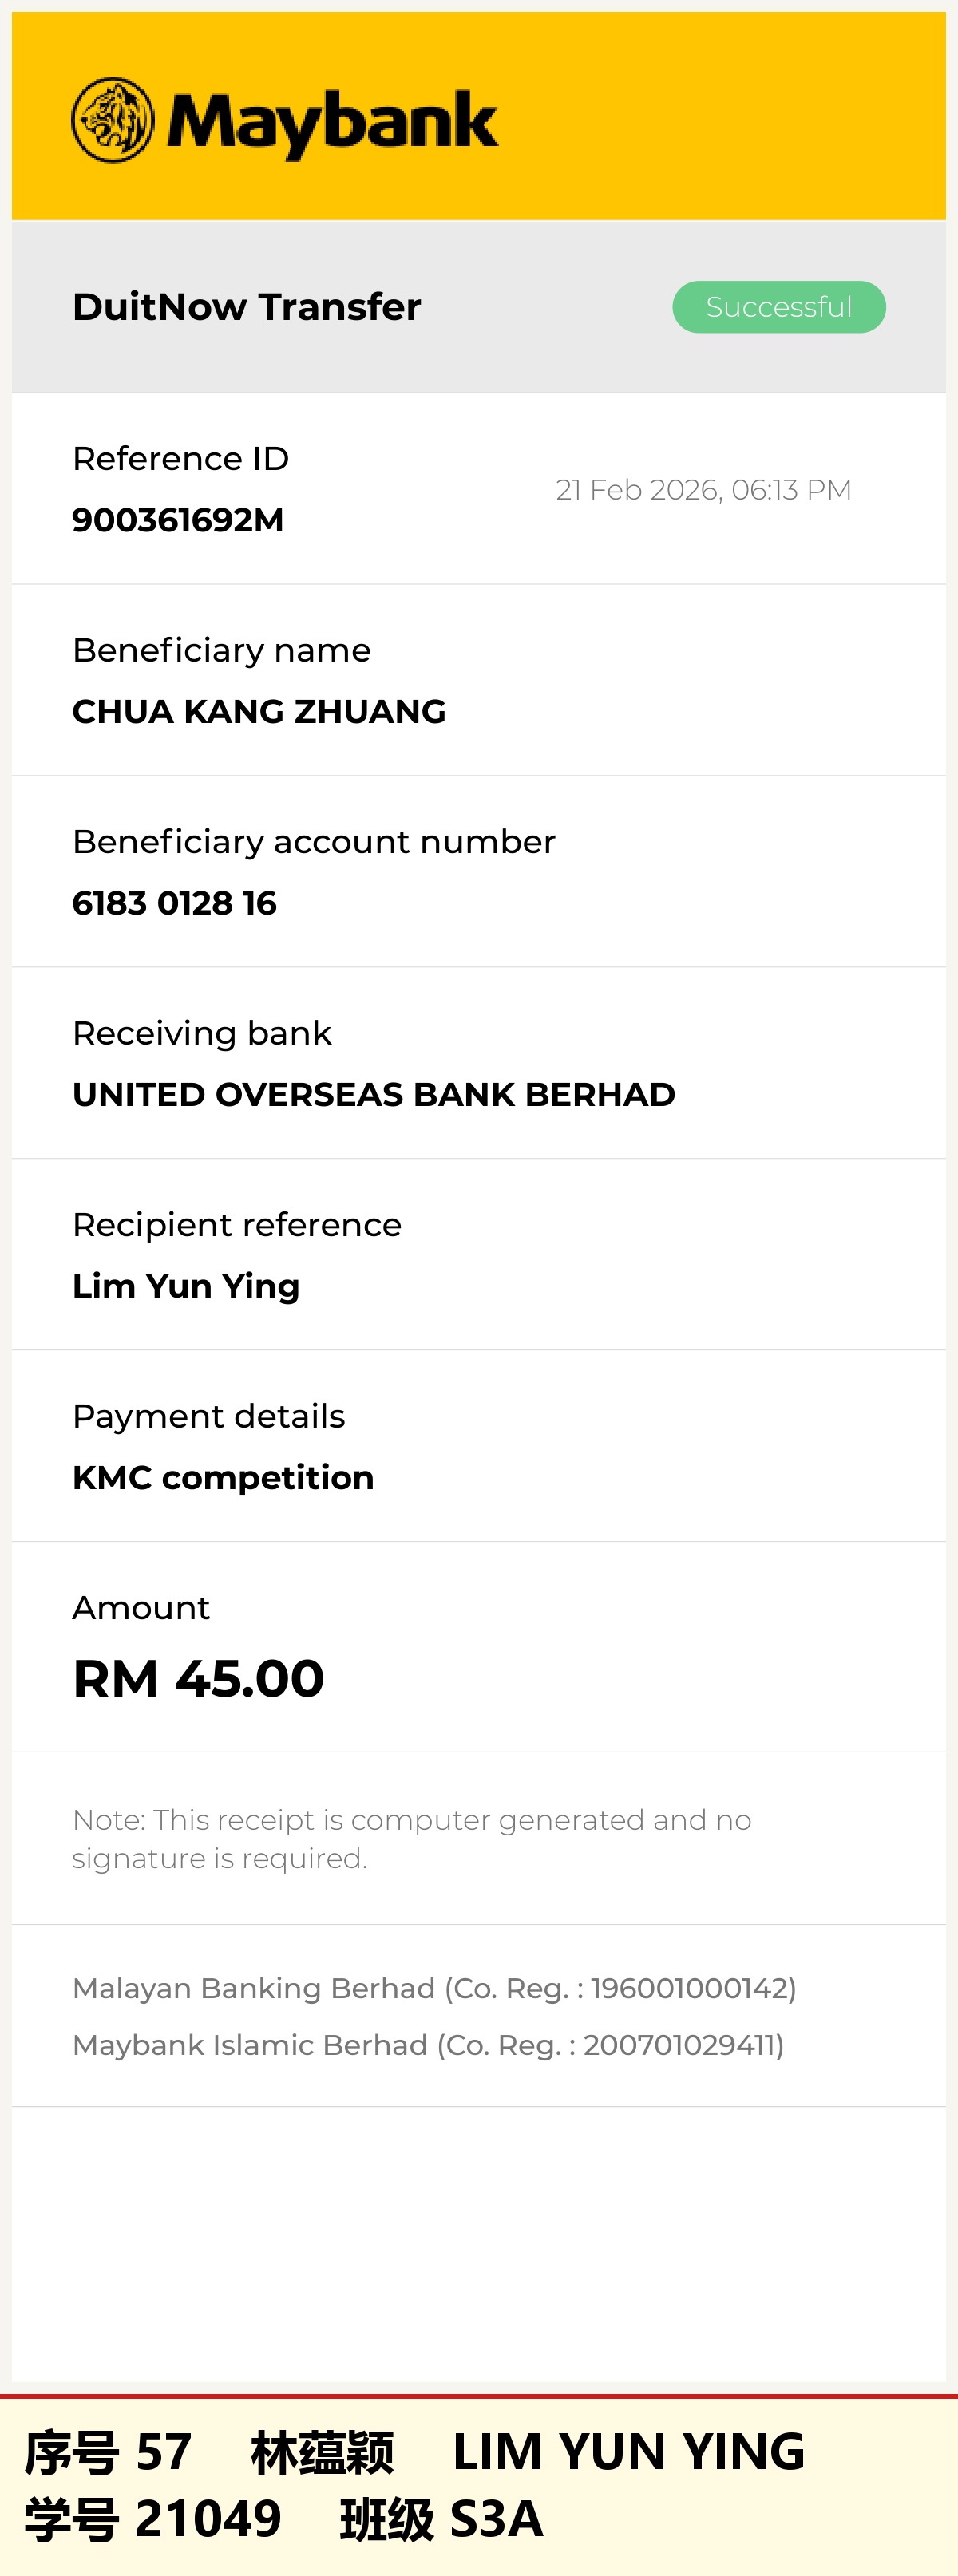 Maybank
DuitNow Transfer
Successful
Reference ID
21 Feb 2026, 06:13 PM
900361692M
Beneficiary name
CHUA KANG ZHUANG
Beneficiary account number
6183 0128 16
Receiving bank
UNITED OVERSEAS BANK BERHAD
Recipient reference
Lim Yun Ying
Payment details
KMC competition
Amount
RM 45.00
Note: This receipt is computer generated and no
signature is required.
Malayan Banking Berhad (Co. Reg. : 196001000142)
Maybank Islamic Berhad (Co. Reg. : 200701029411)
序号 57 林蕴颖 LIM YUN YING
学号 21049 班级 S3A